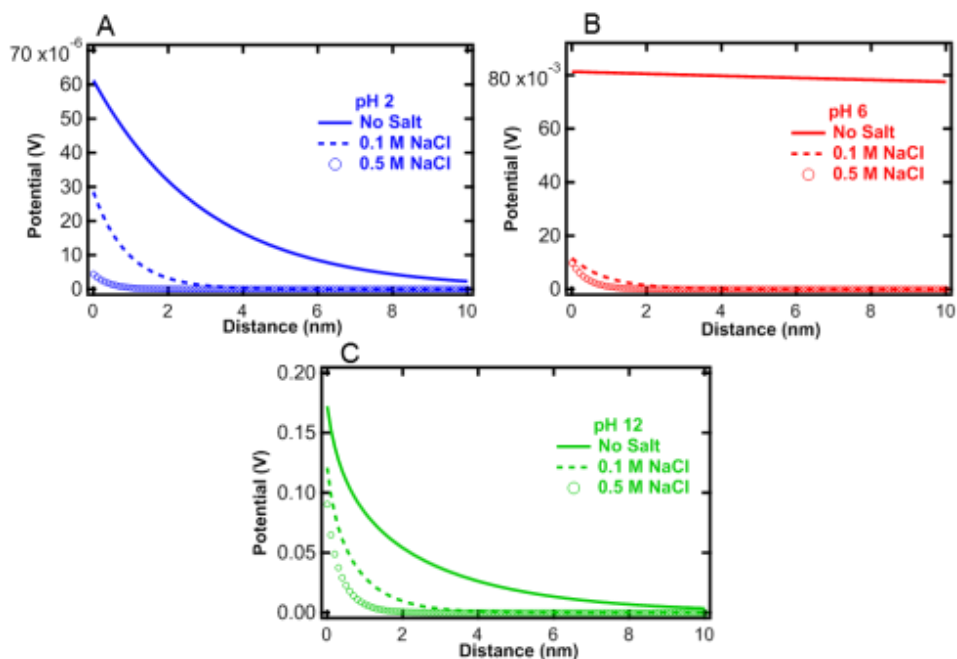 A
70 x10-6
60
50
40
30
20
10
0
Potential (V)
pH 2
No Salt
0.1 M NaCl
0.5 M NaCl
0 2 4 6 8 10
Distance (nm)
B
80 x10-3
60
40
20
0
Potential (V)
pH 6
No Salt
0.1 M NaCl
0.5 M NaCl
0 2 4 6 8 10
Distance (nm)
C
0.20
0.15
0.10
0.05
0.00
Potential (V)
pH 12
No Salt
0.1 M NaCl
0.5 M NaCl
0 2 4 6 8 10
Distance (nm)